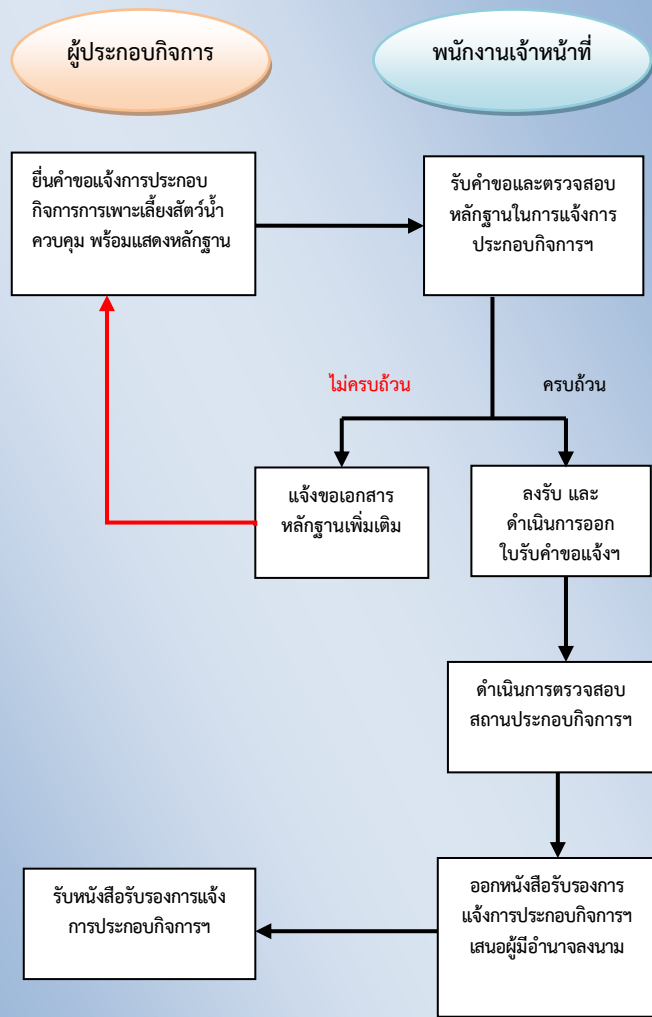 ผู้ประกอบกิจการ
พนักงานเจ้าหน้าที่
ยื่นคำขอแจ้งการประกอบ
กิจการการเพาะเลี้ยงสัตว์น้ำ
ควบคุม พร้อมแสดงหลักฐาน
รับคำขอและตรวจสอบ
หลักฐานในการแจ้งการ
ประกอบกิจการฯ
ไม่ครบถ้วน
ครบถ้วน
แจ้งขอเอกสาร
หลักฐานเพิ่มเติม
ลงรับ และ
ดำเนินการออก
ใบรับคำขอแจ้งฯ
ดำเนินการตรวจสอบ
สถานประกอบกิจการฯ
รับหนังสือรับรองการแจ้ง
การประกอบกิจการฯ
ออกหนังสือรับรองการ
แจ้งการประกอบกิจการฯ
เสนอผู้มีอำนาจลงนาม